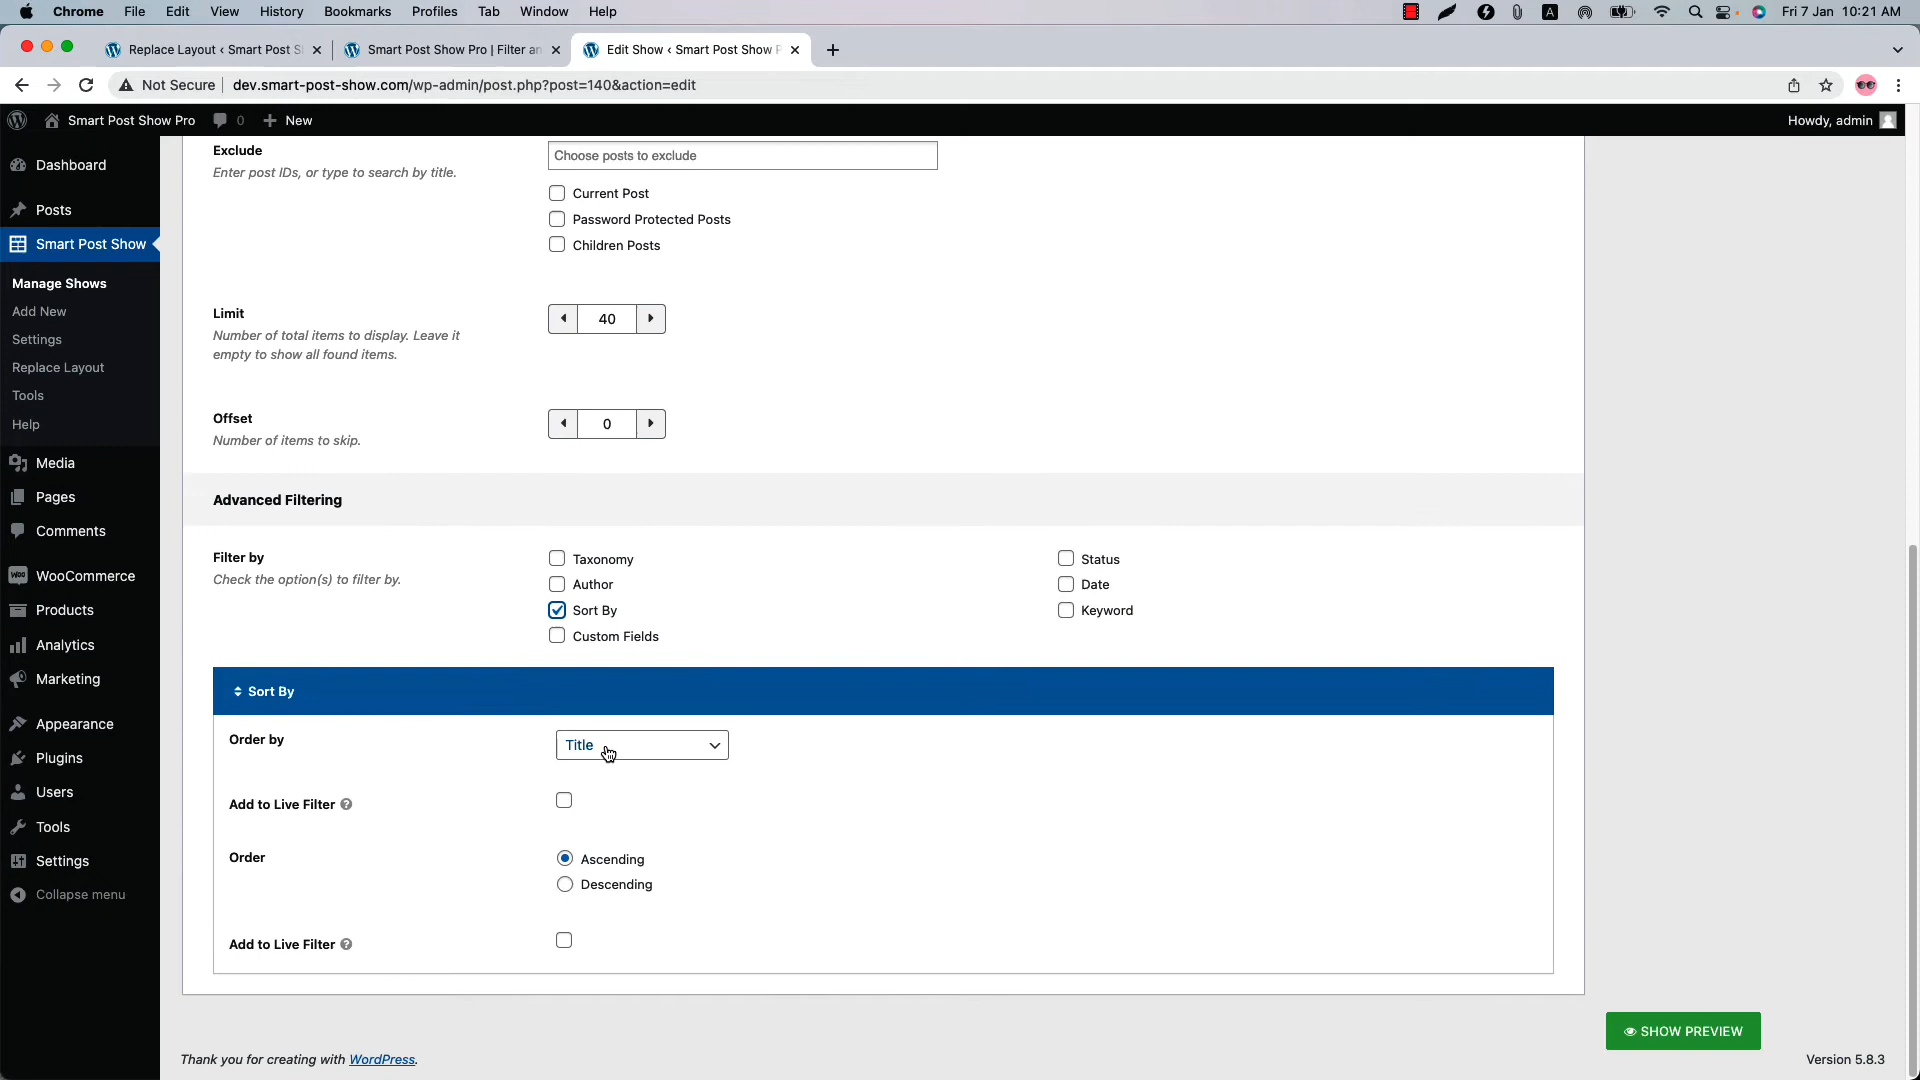 Chrome File Edit View History Bookmarks Profiles Tab Window Help A Fri 7 Jan 10:21 AM
Replace Layout ‹ Smart Post S Smart Post Show Pro | Filter an Edit Show ‹ Smart Post Show P
Not Secure dev.smart-post-show.com/wp-admin/post.php?post=140&action=edit
Smart Post Show Pro 0 New Howdy, admin
Dashboard
Posts
Smart Post Show
Manage Shows
Add New
Settings
Replace Layout
Tools
Help
Media
Pages
Comments
WooCommerce
Products
Analytics
Marketing
Appearance
Plugins
Users
Tools
Settings
Collapse menu
Exclude
Enter post IDs, or type to search by title.
Choose posts to exclude
Current Post
Password Protected Posts
Children Posts
Limit
Number of total items to display. Leave it
empty to show all found items.
40
Offset
Number of items to skip.
0
Advanced Filtering
Filter by
Check the option(s) to filter by.
Taxonomy
Author
Sort By
Custom Fields
Status
Date
Keyword
Sort By
Order by
Title
Add to Live Filter ?
Order
Ascending
Descending
Add to Live Filter ?
SHOW PREVIEW
Thank you for creating with WordPress.
Version 5.8.3